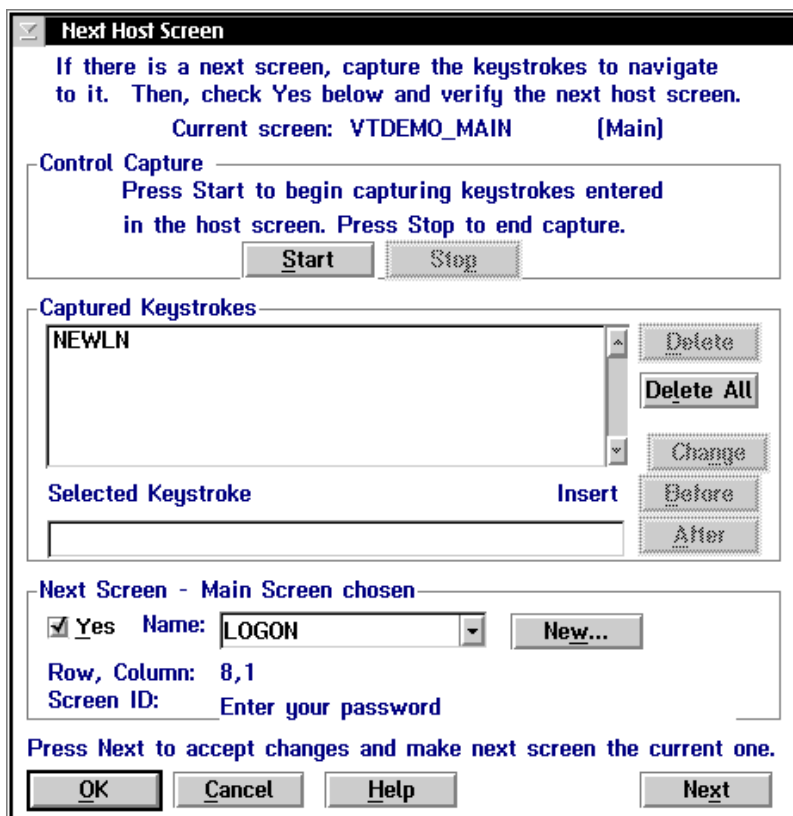 Next Host Screen
If there is a next screen, capture the keystrokes to navigate
to it. Then, check Yes below and verify the next host screen.
Current screen: VTDEMO_MAIN (Main)
Control Capture
Press Start to begin capturing keystrokes entered
in the host screen. Press Stop to end capture.
Start Stop
Captured Keystrokes
NEWLN
Delete
Delete All
Change
Selected Keystroke Insert Before
After
Next Screen - Main Screen chosen
Yes Name: LOGON New...
Row, Column: 8,1
Screen ID: Enter your password
Press Next to accept changes and make next screen the current one.
OK Cancel Help Next